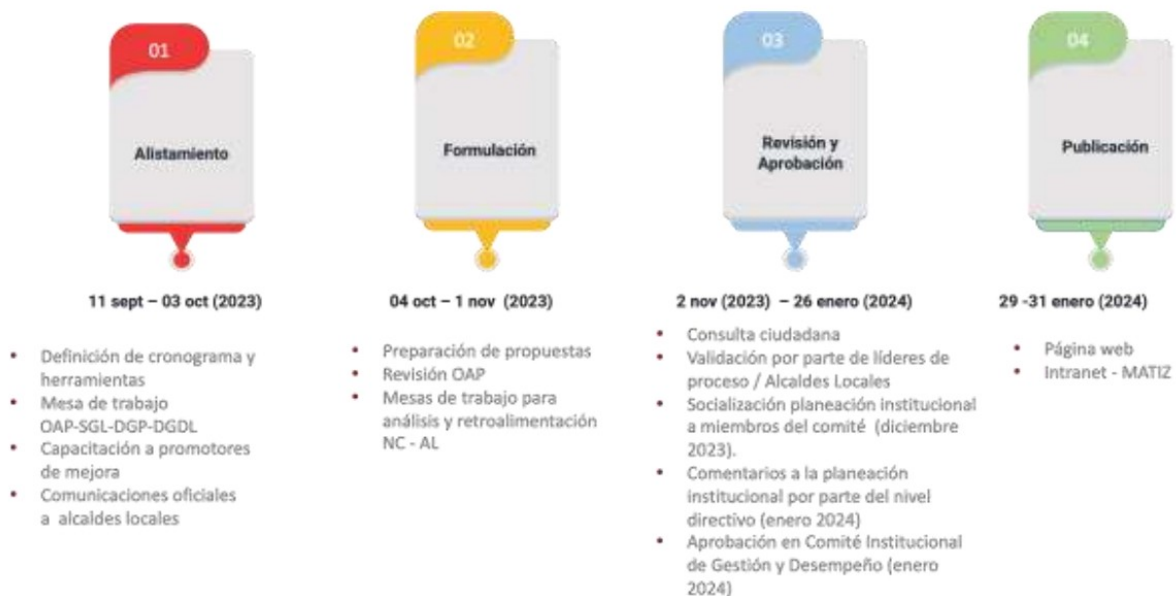 01
Alistamiento
11 sept – 03 oct (2023)
• Definición de cronograma y
herramientas
• Mesa de trabajo
OAP-SGL-DGP-DGDL
• Capacitación a promotores
de mejora
• Comunicaciones oficiales
a alcaldes locales
02
Formulación
04 oct – 1 nov (2023)
• Preparación de propuestas
• Revisión OAP
• Mesas de trabajo para
análisis y retroalimentación
NC - AL
03
Revisión y
Aprobación
2 nov (2023) – 26 enero (2024)
• Consulta ciudadana
• Validación por parte de líderes de
proceso / Alcaldes Locales
• Socialización planeación institucional
a miembros del comité (diciembre
2023).
• Comentarios a la planeación
institucional por parte del nivel
directivo (enero 2024)
• Aprobación en Comité Institucional
de Gestión y Desempeño (enero
2024)
04
Publicación
29 -31 enero (2024)
• Página web
• Intranet - MATIZ